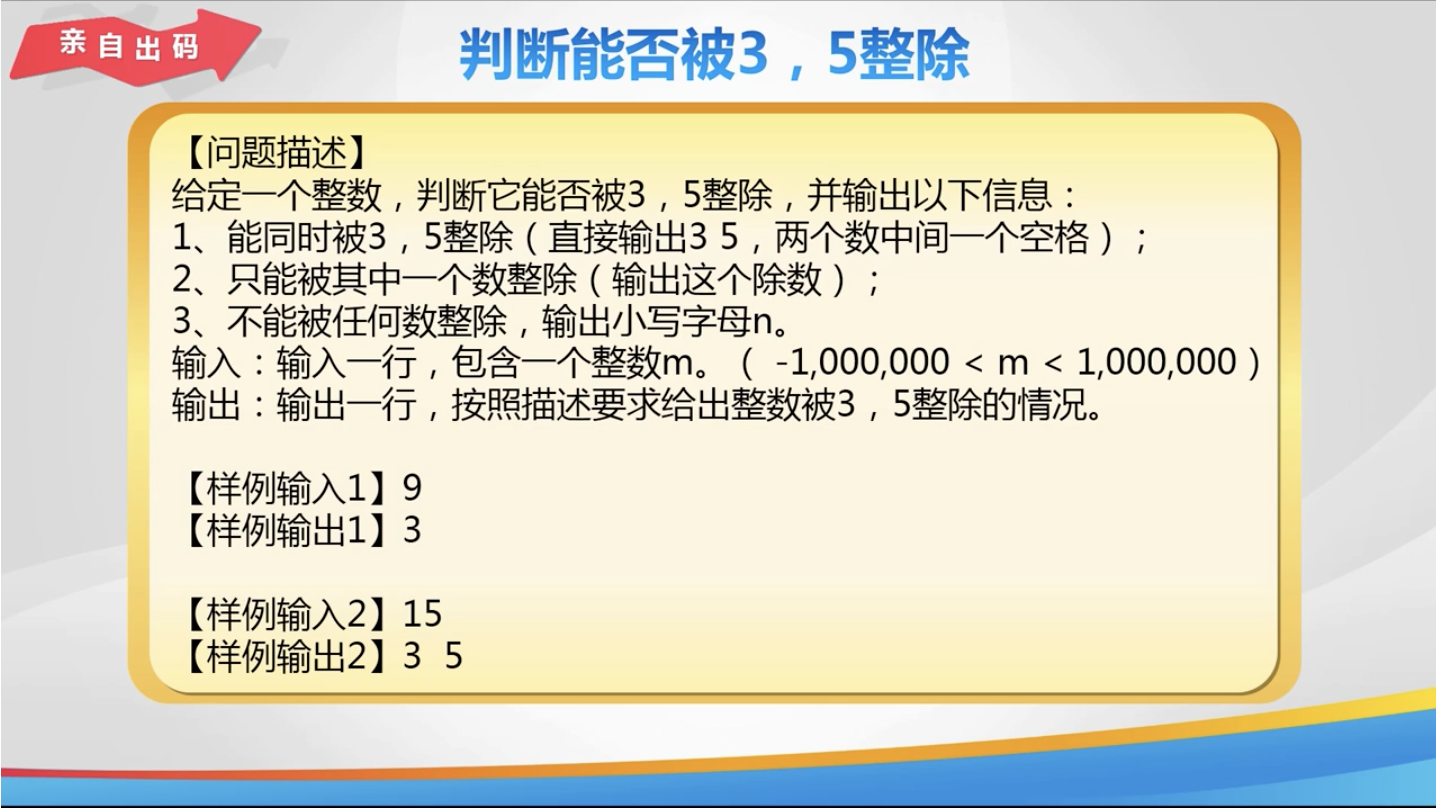 亲自出码
判断能否被3，5整除
【问题描述】
给定一个整数，判断它能否被3，5整除，并输出以下信息：
1、能同时被3，5整除（直接输出3 5，两个数中间一个空格）；
2、只能被其中一个数整除（输出这个除数）；
3、不能被任何数整除，输出小写字母n。
输入：输入一行，包含一个整数m。（ -1,000,000 < m < 1,000,000）
输出：输出一行，按照描述要求给出整数被3，5整除的情况。
【样例输入1】9
【样例输出1】3
【样例输入2】15
【样例输出2】3 5